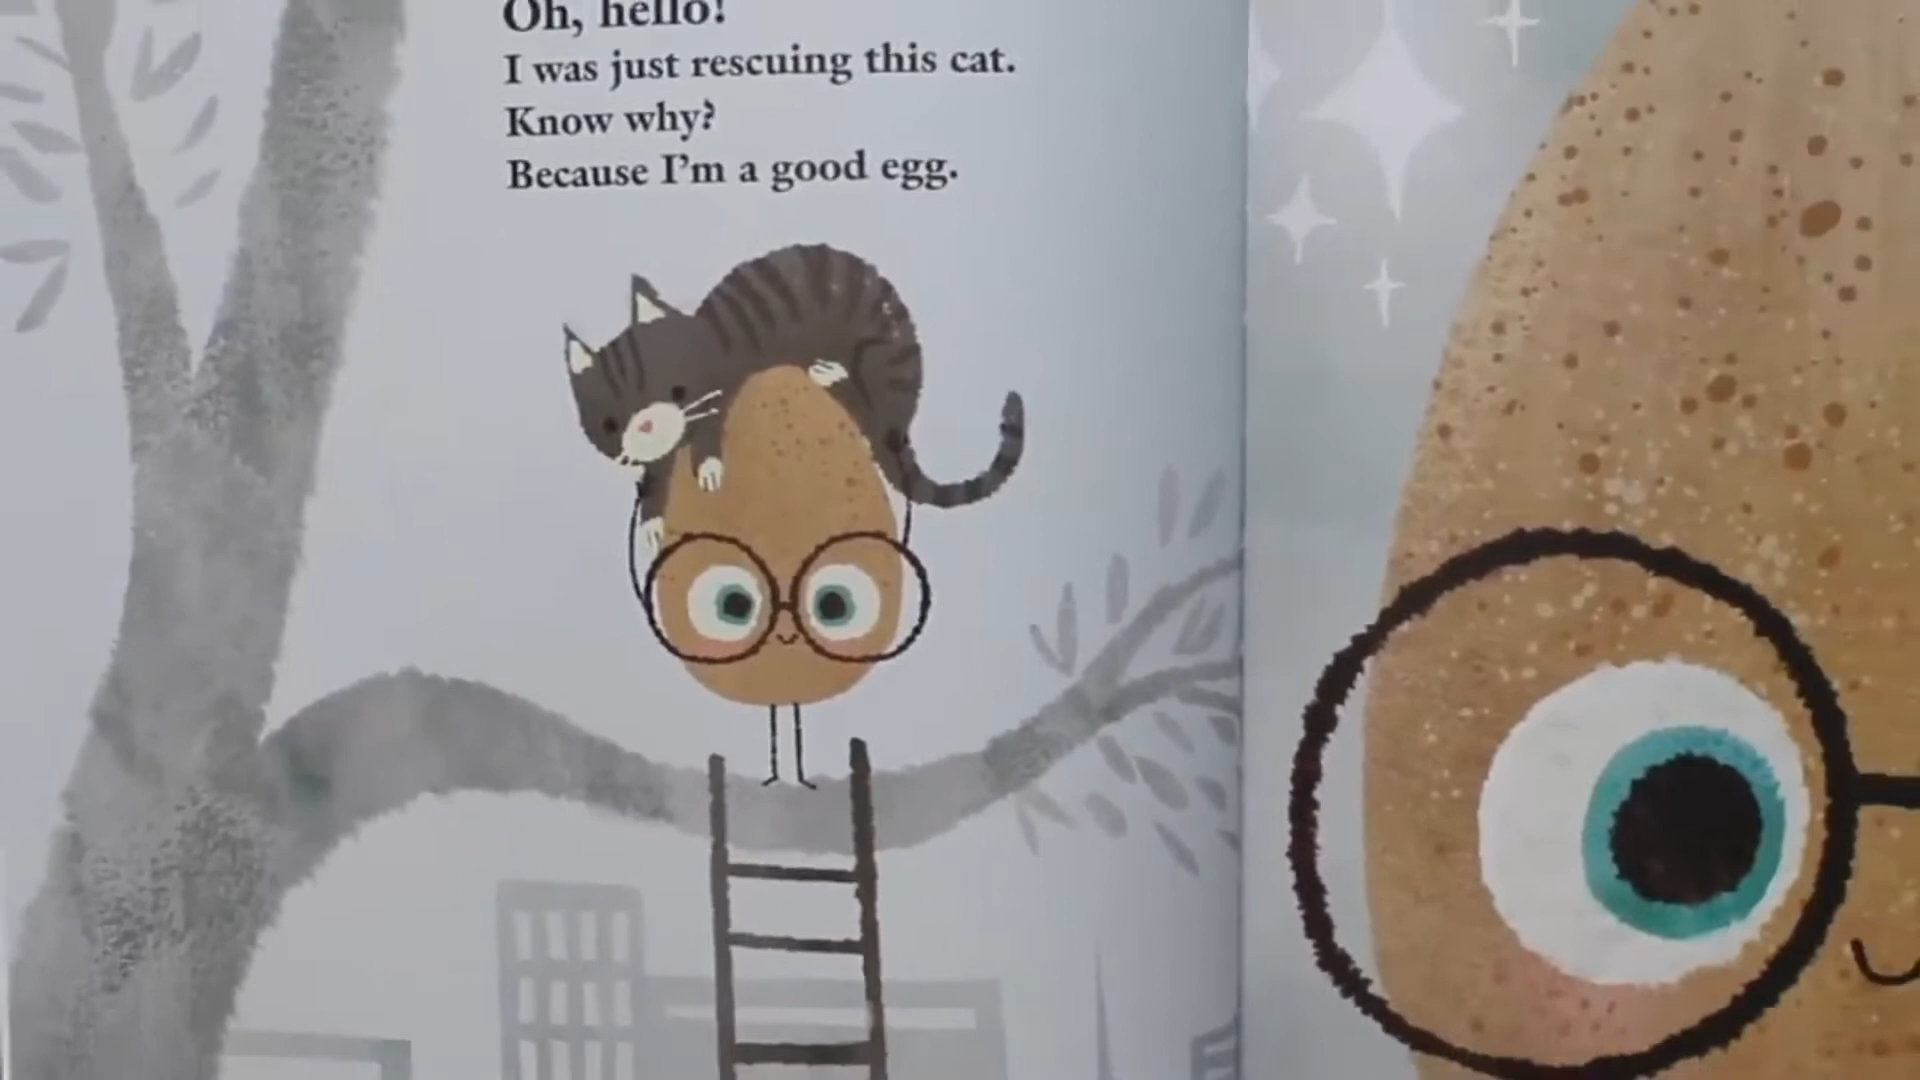 Oh, hello!
I was just rescuing this cat.
Know why?
Because I'm a good egg.